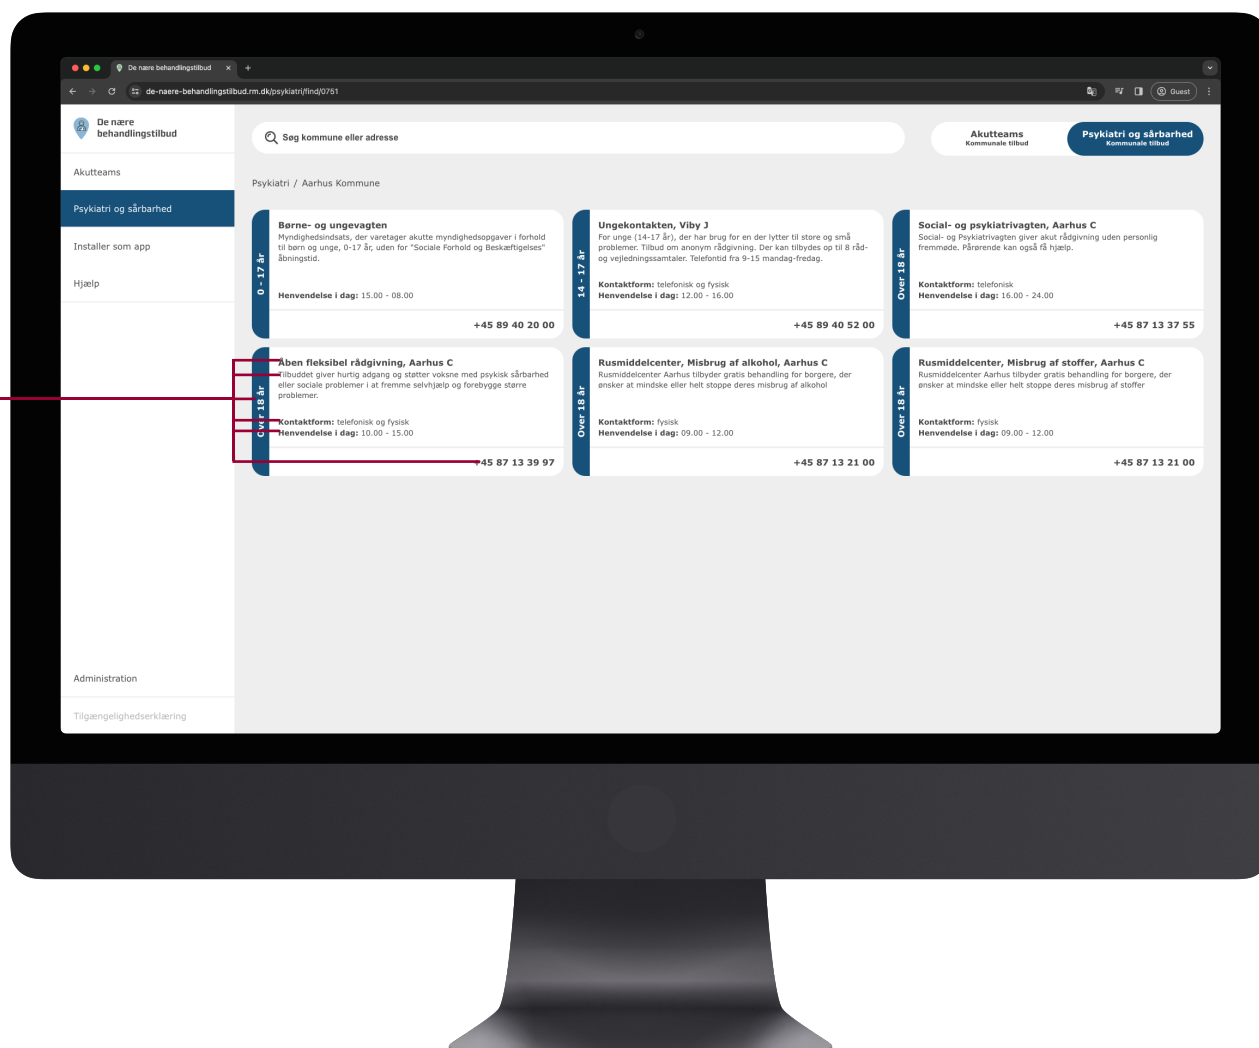 De nære behandlingstilbud
de-naere-behandlingstilbud.rm.dk/psykiatri/find/0751
Guest
De nære
behandlingstilbud
Akutteams
Psykiatri og sårbarhed
Installer som app
Hjælp
Administration
Tilgængelighedserklæring
Søg kommune eller adresse
Akutteams
Kommunale tilbud
Psykiatri og sårbarhed
Kommunale tilbud
Psykiatri / Aarhus Kommune
0 - 17 år
Børne- og ungevagten
Myndighedsindsats, der varetager akutte myndighedsopgaver i forhold
til børn og unge, 0-17 år, uden for "Sociale Forhold og Beskæftigelses"
åbningstid.
Henvendelse i dag: 15.00 - 08.00
+45 89 40 20 00
14 - 17 år
Ungekontakten, Viby J
For unge (14-17 år), der har brug for en der lytter til store og små
problemer. Tilbud om anonym rådgivning. Der kan tilbydes op til 8 råd-
og vejledningssamtaler. Telefontid fra 9-15 mandag-fredag.
Kontaktform: telefonisk og fysisk
Henvendelse i dag: 12.00 - 16.00
+45 89 40 52 00
Over 18 år
Social- og psykiatrivagten, Aarhus C
Social- og Psykiatrivagten giver akut rådgivning uden personlig
fremmøde. Pårørende kan også få hjælp.
Kontaktform: telefonisk
Henvendelse i dag: 16.00 - 24.00
+45 87 13 37 55
Over 18 år
Åben fleksibel rådgivning, Aarhus C
Tilbuddet giver hurtig adgang og støtter voksne med psykisk sårbarhed
eller sociale problemer i at fremme selvhjælp og forebygge større
problemer.
Kontaktform: telefonisk og fysisk
Henvendelse i dag: 10.00 - 15.00
+45 87 13 39 97
Over 18 år
Rusmiddelcenter, Misbrug af alkohol, Aarhus C
Rusmiddelcenter Aarhus tilbyder gratis behandling for borgere, der
ønsker at mindske eller helt stoppe deres misbrug af alkohol
Kontaktform: fysisk
Henvendelse i dag: 09.00 - 12.00
+45 87 13 21 00
Over 18 år
Rusmiddelcenter, Misbrug af stoffer, Aarhus C
Rusmiddelcenter Aarhus tilbyder gratis behandling for borgere, der
ønsker at mindske eller helt stoppe deres misbrug af stoffer
Kontaktform: fysisk
Henvendelse i dag: 09.00 - 12.00
+45 87 13 21 00